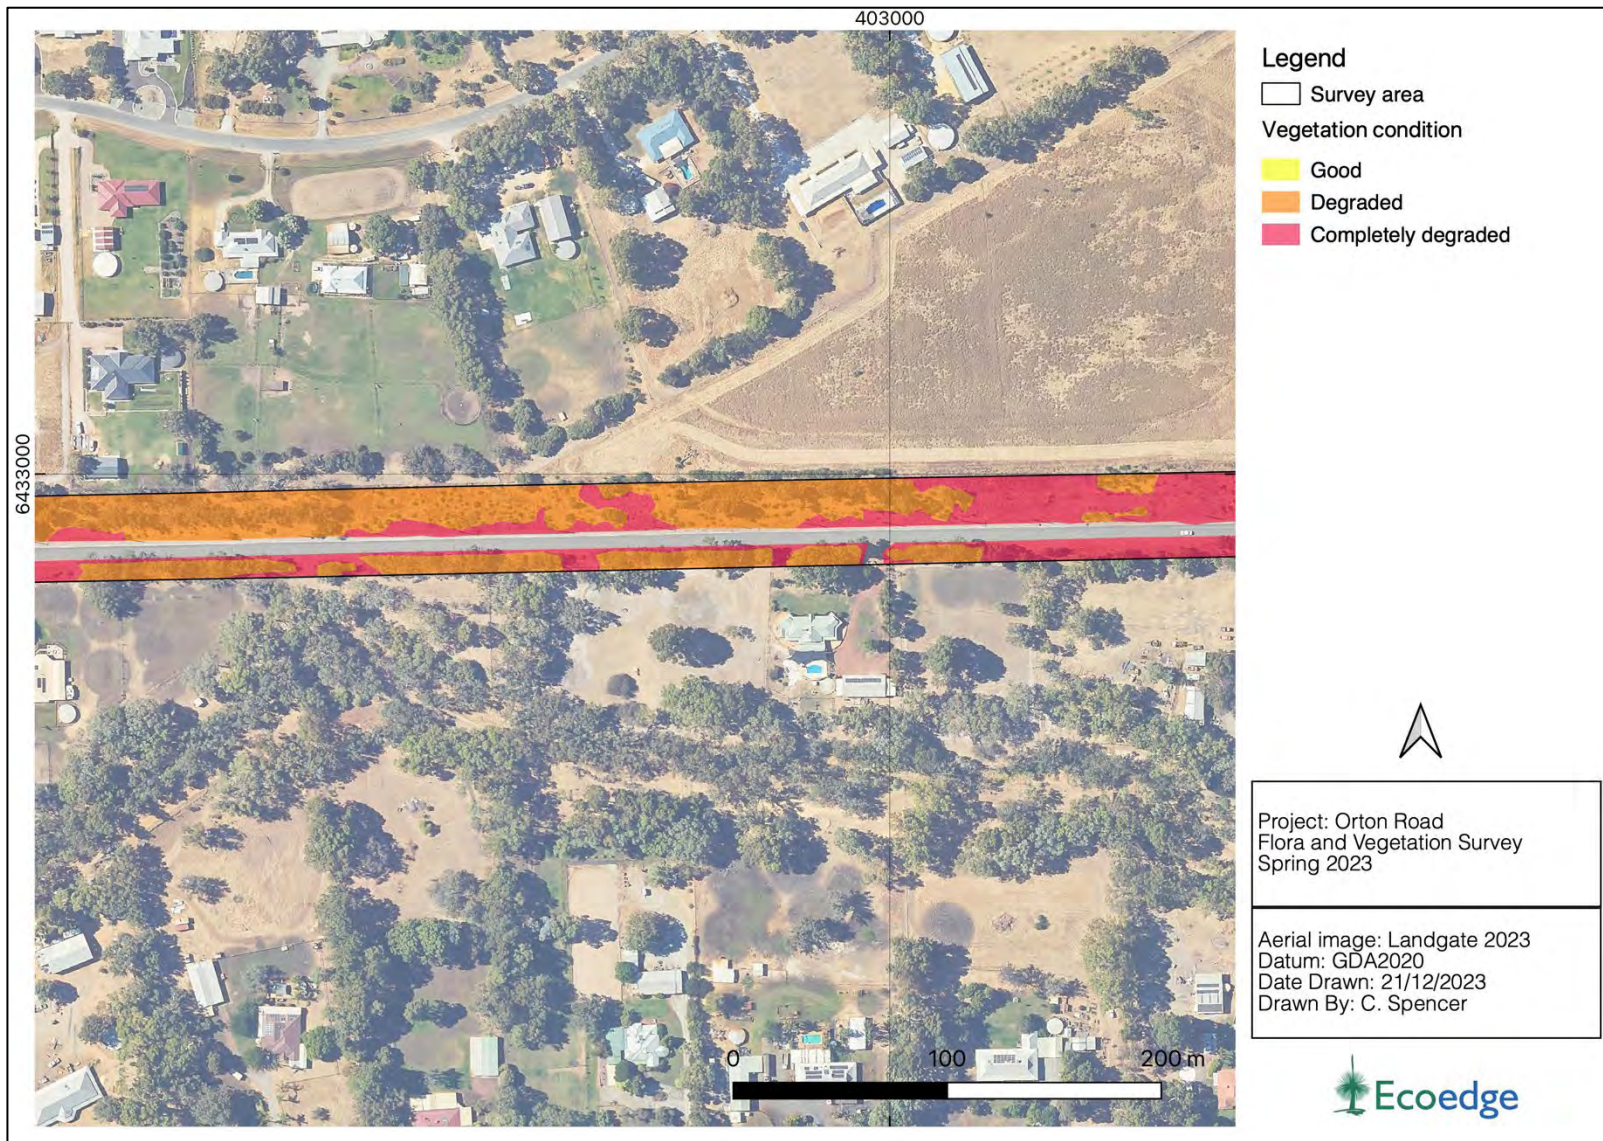 403000
6433000
Legend
Survey area
Vegetation condition
Good
Degraded
Completely degraded
Project: Orton Road
Flora and Vegetation Survey
Spring 2023
Aerial image: Landgate 2023
Datum: GDA2020
Date Drawn: 21/12/2023
Drawn By: C. Spencer
0 100 200 m
Ecoedge